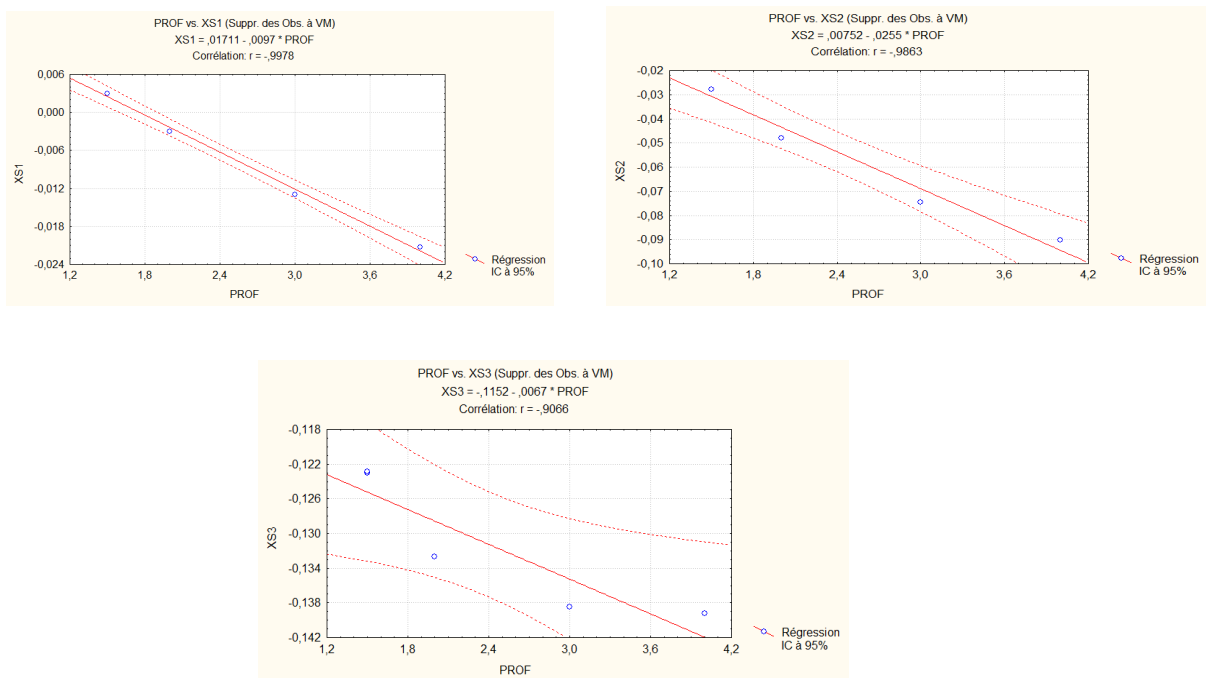 PROF vs. XS1 (Suppr. des Obs. à VM)
XS1 = ,01711 - ,0097 * PROF
Corrélation: r = -,9978
0,006
0,000
-0,006
-0,012
-0,018
-0,024
XS1
1,2
1,8
2,4
3,0
3,6
4,2
PROF
Régression
IC à 95%
PROF vs. XS2 (Suppr. des Obs. à VM)
XS2 = ,00752 - ,0255 * PROF
Corrélation: r = -,9863
-0,02
-0,03
-0,04
-0,05
-0,06
-0,07
-0,08
-0,09
-0,10
XS2
1,2
1,8
2,4
3,0
3,6
4,2
PROF
Régression
IC à 95%
PROF vs. XS3 (Suppr. des Obs. à VM)
XS3 = -,1152 - ,0067 * PROF
Corrélation: r = -,9066
-0,118
-0,122
-0,126
-0,130
-0,134
-0,138
-0,142
XS3
1,2
1,8
2,4
3,0
3,6
4,2
PROF
Régression
IC à 95%